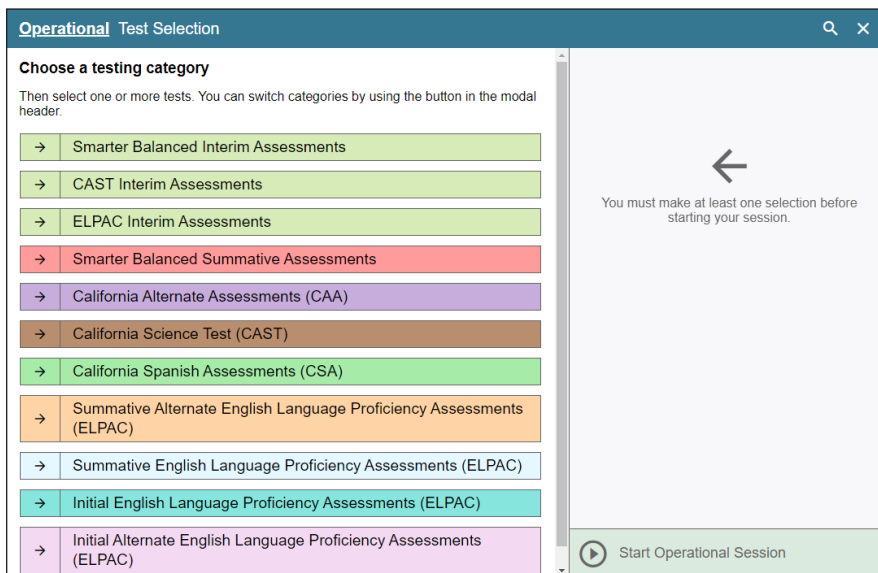 Operational Test Selection
Choose a testing category
Then select one or more tests. You can switch categories by using the button in the modal
header.
Smarter Balanced Interim Assessments
CAST Interim Assessments
ELPAC Interim Assessments
Smarter Balanced Summative Assessments
California Alternate Assessments (CAA)
California Science Test (CAST)
California Spanish Assessments (CSA)
Summative Alternate English Language Proficiency Assessments
(ELPAC)
Summative English Language Proficiency Assessments (ELPAC)
Initial English Language Proficiency Assessments (ELPAC)
Initial Alternate English Language Proficiency Assessments
(ELPAC)
You must make at least one selection before
starting your session.
Start Operational Session